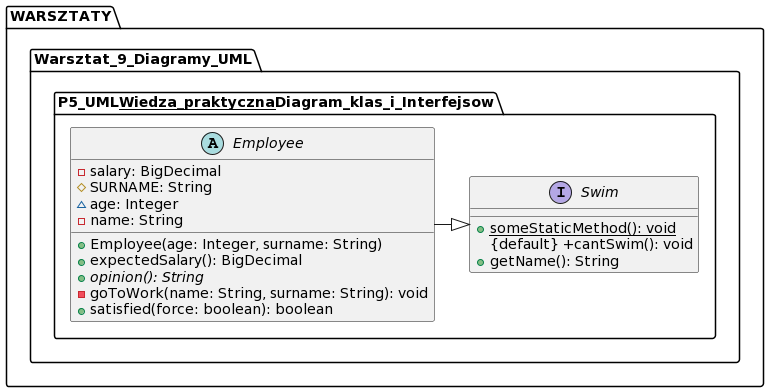 WARSZTATY
Warsztat_9_Diagramy_UML
P5_UMLWiedza_praktycznaDiagram_klas_i_Interfejsow
A Employee
salary: BigDecimal
SURNAME: String
age: Integer
name: String
Employee(age: Integer, surname: String)
expectedSalary(): BigDecimal
opinion(): String
goToWork(name: String, surname: String): void
satisfied(force: boolean): boolean
I Swim
someStaticMethod(): void
{default} +cantSwim(): void
getName(): String